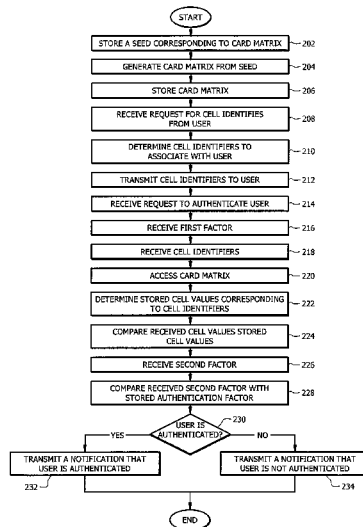 START
STORE A SEED CORRESPONDING TO CARD MATRIX
202
GENERATE CARD MATRIX FROM SEED
204
STORE CARD MATRIX
206
RECEIVE REQUEST FOR CELL IDENTIFIES
FROM USER
208
DETERMINE CELL IDENTIFIERS TO
ASSOCIATE WITH USER
210
TRANSMIT CELL IDENTIFIERS TO USER
212
RECEIVE REQUEST TO AUTHENTICATE USER
214
RECEIVE FIRST FACTOR
216
RECEIVE CELL IDENTIFIERS
218
ACCESS CARD MATRIX
220
DETERMINE STORED CELL VALUES CORRESPONDING
TO CELL IDENTIFIERS
222
COMPARE RECEIVED CELL VALUES STORED
CELL VALUES
224
RECEIVE SECOND FACTOR
226
COMPARE RECEIVED SECOND FACTOR WITH
STORED AUTHENTICATION FACTOR
228
230
USER IS
AUTHENTICATED?
YES
NO
TRANSMIT A NOTIFICATION THAT
USER IS AUTHENTICATED
232
TRANSMIT A NOTIFICATION THAT
USER IS NOT AUTHENTICATED
234
END